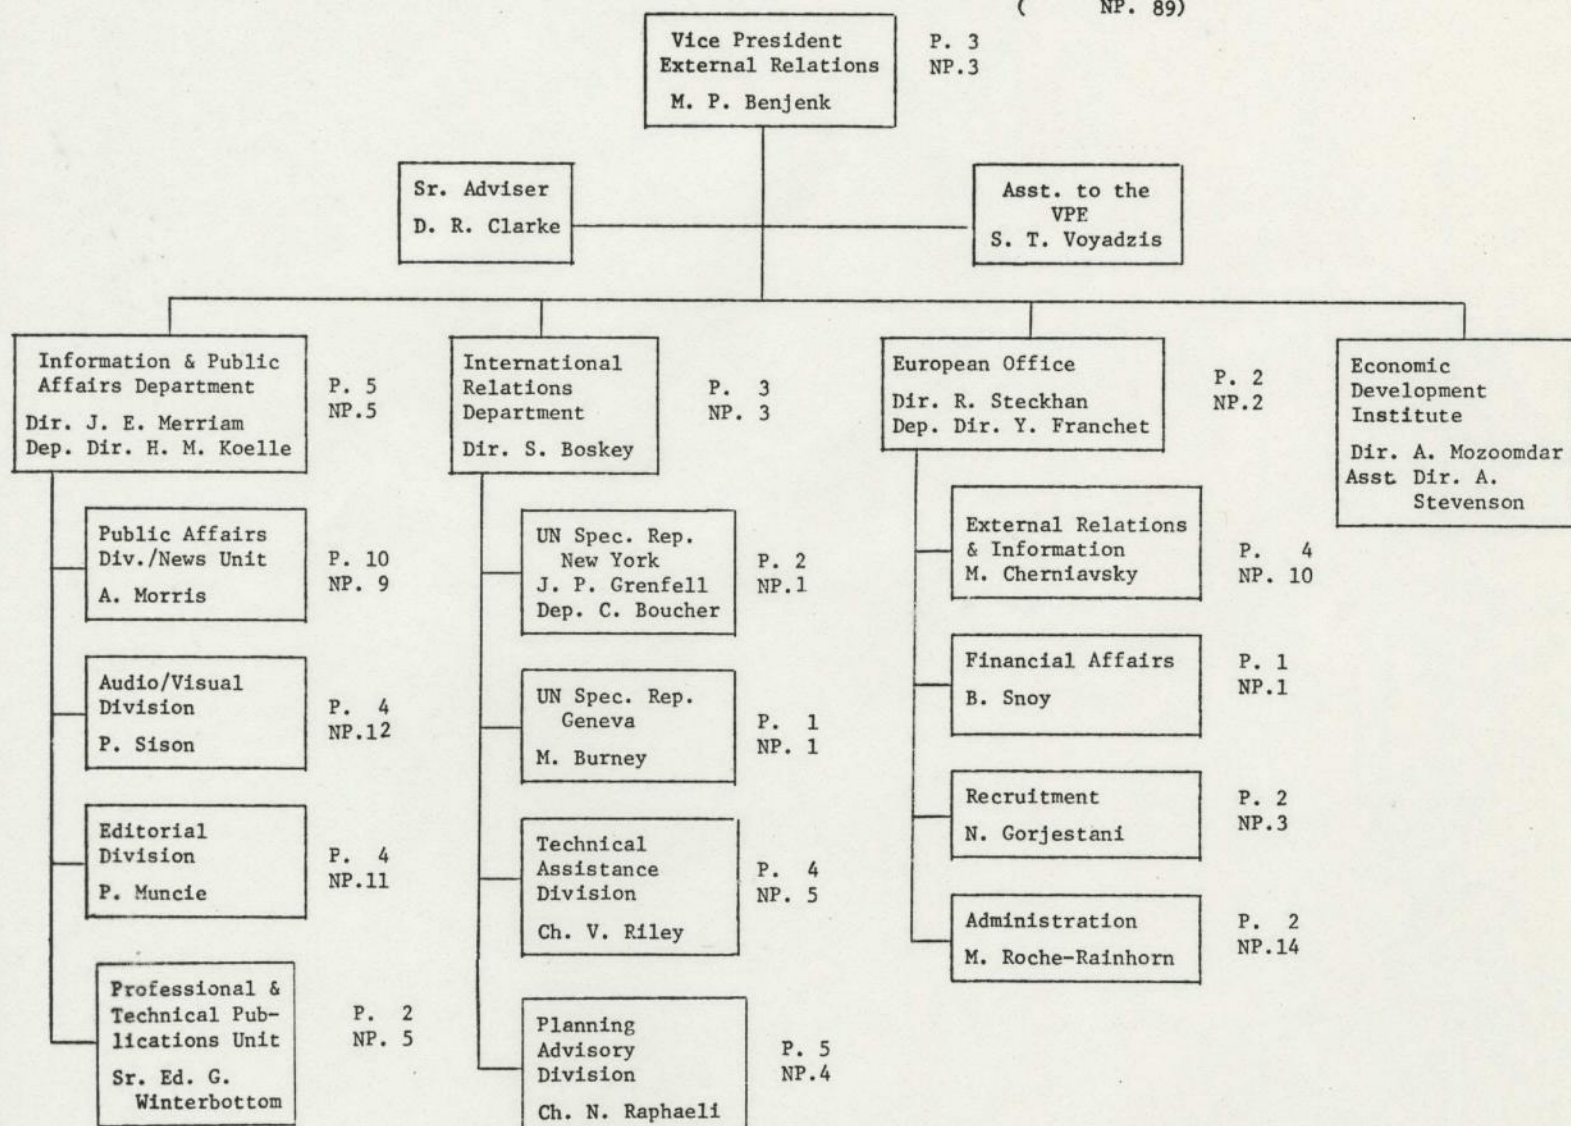 ( NP. 89)
Vice President
External Relations
M. P. Benjenk
P. 3
NP.3
Sr. Adviser
D. R. Clarke
Asst. to the
VPE
S. T. Voyadzis
Information & Public
Affairs Department
Dir. J. E. Merriam
Dep. Dir. H. M. Koelle
P. 5
NP.5
Public Affairs
Div./News Unit
A. Morris
P. 10
NP. 9
Audio/Visual
Division
P. Sison
P. 4
NP.12
Editorial
Division
P. Muncie
P. 4
NP.11
Professional &
Technical Pub-
lications Unit
Sr. Ed. G.
Winterbottom
P. 2
NP. 5
International
Relations
Department
Dir. S. Boskey
P. 3
NP. 3
UN Spec. Rep.
New York
J. P. Grenfell
Dep. C. Boucher
P. 2
NP.1
UN Spec. Rep.
Geneva
M. Burney
P. 1
NP. 1
Technical
Assistance
Division
Ch. V. Riley
P. 4
NP. 5
Planning
Advisory
Division
Ch. N. Raphaeli
P. 5
NP.4
European Office
Dir. R. Steckhan
Dep. Dir. Y. Franchet
P. 2
NP.2
External Relations
& Information
M. Cherniavsky
P. 4
NP. 10
Financial Affairs
B. Snoy
P. 1
NP.1
Recruitment
N. Gorjestani
P. 2
NP.3
Administration
M. Roche-Rainhorn
P. 2
NP.14
Economic
Development
Institute
Dir. A. Mozoomdar
Asst Dir. A.
Stevenson